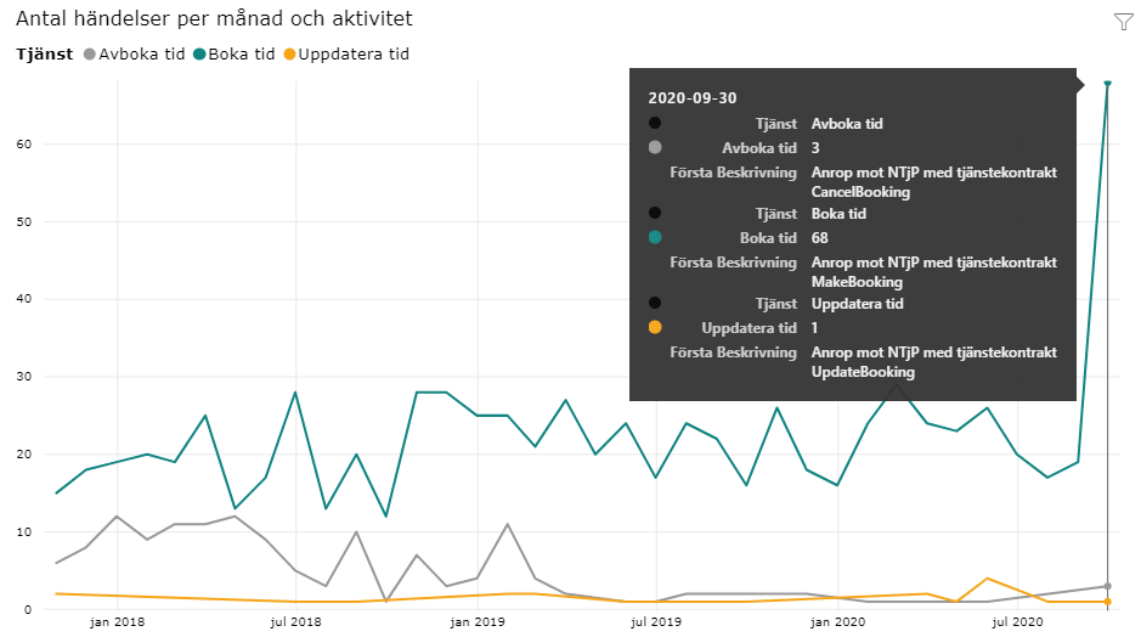 Antal händelser per månad och aktivitet
Tjänst Avboka tid Boka tid Uppdatera tid
2020-09-30
Tjänst Avboka tid
Avboka tid 3
Första Beskrivning Anrop mot NTjP med tjänstekontrakt
CancelBooking
Tjänst Boka tid
Boka tid 68
Första Beskrivning Anrop mot NTjP med tjänstekontrakt
MakeBooking
Tjänst Uppdatera tid
Uppdatera tid 1
Första Beskrivning Anrop mot NTjP med tjänstekontrakt
UpdateBooking
60
50
40
30
20
10
0
jan 2018 jul 2018 jan 2019 jul 2019 jan 2020 jul 2020